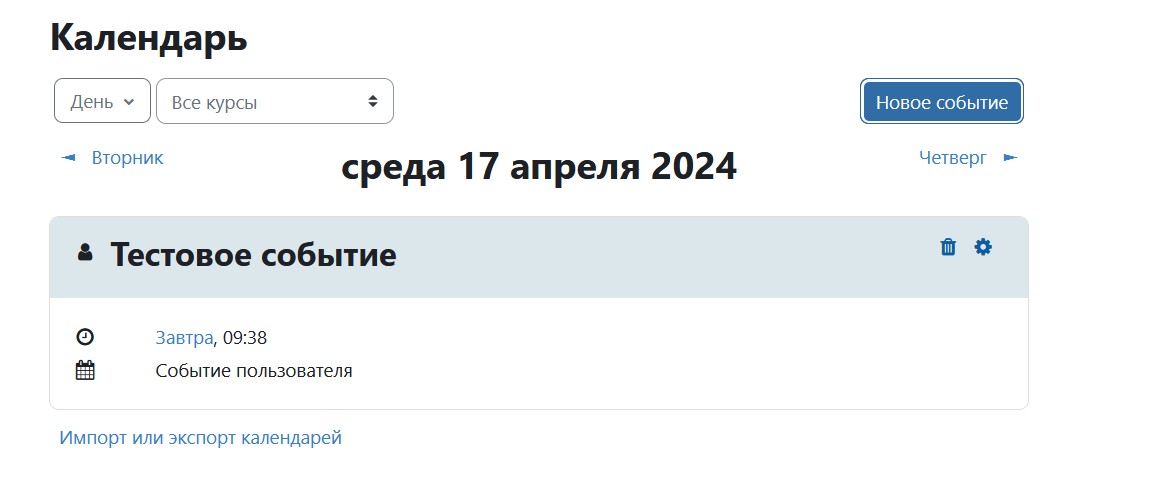 Календарь
День
Все курсы
Новое событие
◄ Вторник
среда 17 апреля 2024
Четверг ►
Тестовое событие
Завтра, 09:38
Событие пользователя
Импорт или экспорт календарей